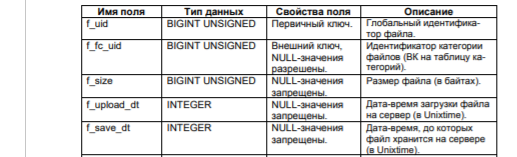 Имя поля Тип данных Свойства поля Описание
f_uid BIGINT UNSIGNED Первичный ключ. Глобальный идентифика-
тор файла.
f_fc_uid BIGINT UNSIGNED Внешний ключ, Идентификатор категории
NULL-значения файлов (ВК на таблицу ка-
разрешены. тегорий).
f_size BIGINT UNSIGNED NULL-значения Размер файла (в байтах).
запрещены.
f_upload_dt INTEGER NULL-значения Дата-время загрузки файла
запрещены. на сервер (в Unixtime).
f_save_dt INTEGER NULL-значения Дата-время, до которых
запрещены. файл хранится на сервере
(в Unixtime).